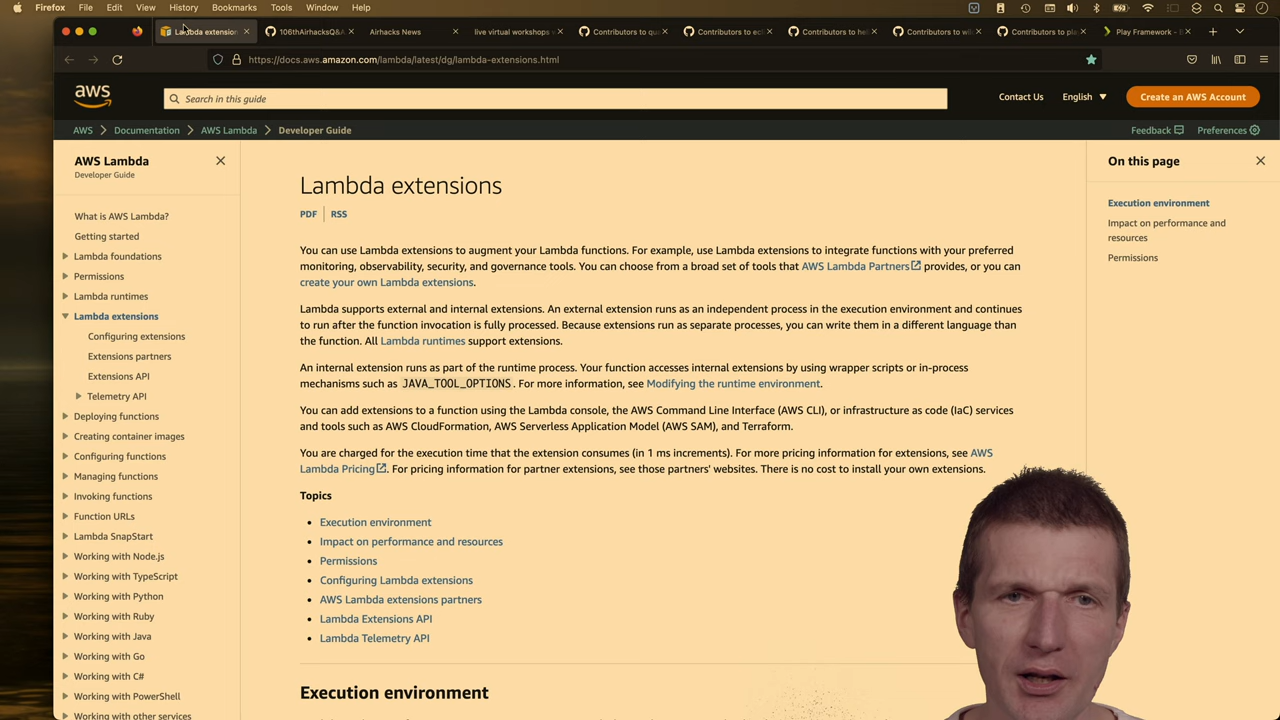 Firefox File Edit View History Bookmarks Tools Window Help
Lambda extension
106thAirhacksQ&A
Airhacks News
live virtual workshops
Contributors to qu
Contributors to ecl
Contributors to hel
Contributors to wil
Contributors to pla
Play Framework - B
https://docs.aws.amazon.com/lambda/latest/dg/lambda-extensions.html
aws
Search in this guide
Contact Us
English
Create an AWS Account
AWS > Documentation > AWS Lambda > Developer Guide
Feedback
Preferences
AWS Lambda
Developer Guide
What is AWS Lambda?
Getting started
Lambda foundations
Permissions
Lambda runtimes
Lambda extensions
Configuring extensions
Extensions partners
Extensions API
Telemetry API
Deploying functions
Creating container images
Configuring functions
Managing functions
Invoking functions
Function URLs
Lambda SnapStart
Working with Node.js
Working with TypeScript
Working with Python
Working with Ruby
Working with Java
Working with Go
Working with C#
Working with PowerShell
Working with other services
Lambda extensions
PDF | RSS
You can use Lambda extensions to augment your Lambda functions. For example, use Lambda extensions to integrate functions with your preferred
monitoring, observability, security, and governance tools. You can choose from a broad set of tools that AWS Lambda Partners provides, or you can
create your own Lambda extensions.
Lambda supports external and internal extensions. An external extension runs as an independent process in the execution environment and continues
to run after the function invocation is fully processed. Because extensions run as separate processes, you can write them in a different language than
the function. All Lambda runtimes support extensions.
An internal extension runs as part of the runtime process. Your function accesses internal extensions by using wrapper scripts or in-process
mechanisms such as JAVA_TOOL_OPTIONS. For more information, see Modifying the runtime environment.
You can add extensions to a function using the Lambda console, the AWS Command Line Interface (AWS CLI), or infrastructure as code (IaC) services
and tools such as AWS CloudFormation, AWS Serverless Application Model (AWS SAM), and Terraform.
You are charged for the execution time that the extension consumes (in 1 ms increments). For more pricing information for extensions, see AWS
Lambda Pricing. For pricing information for partner extensions, see those partners' websites. There is no cost to install your own extensions.
Topics
• Execution environment
• Impact on performance and resources
• Permissions
• Configuring Lambda extensions
• AWS Lambda extensions partners
• Lambda Extensions API
• Lambda Telemetry API
Execution environment
On this page
Execution environment
Impact on performance and
resources
Permissions